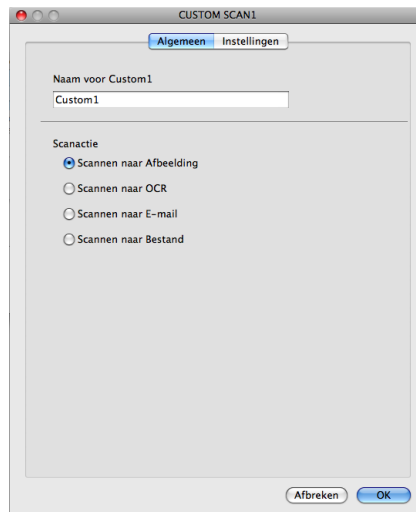 CUSTOM SCAN1
Algemeen Instellingen
Naam voor Custom1
Custom1
Scanactie
Scannen naar Afbeelding
Scannen naar OCR
Scannen naar E-mail
Scannen naar Bestand
Afbreken OK